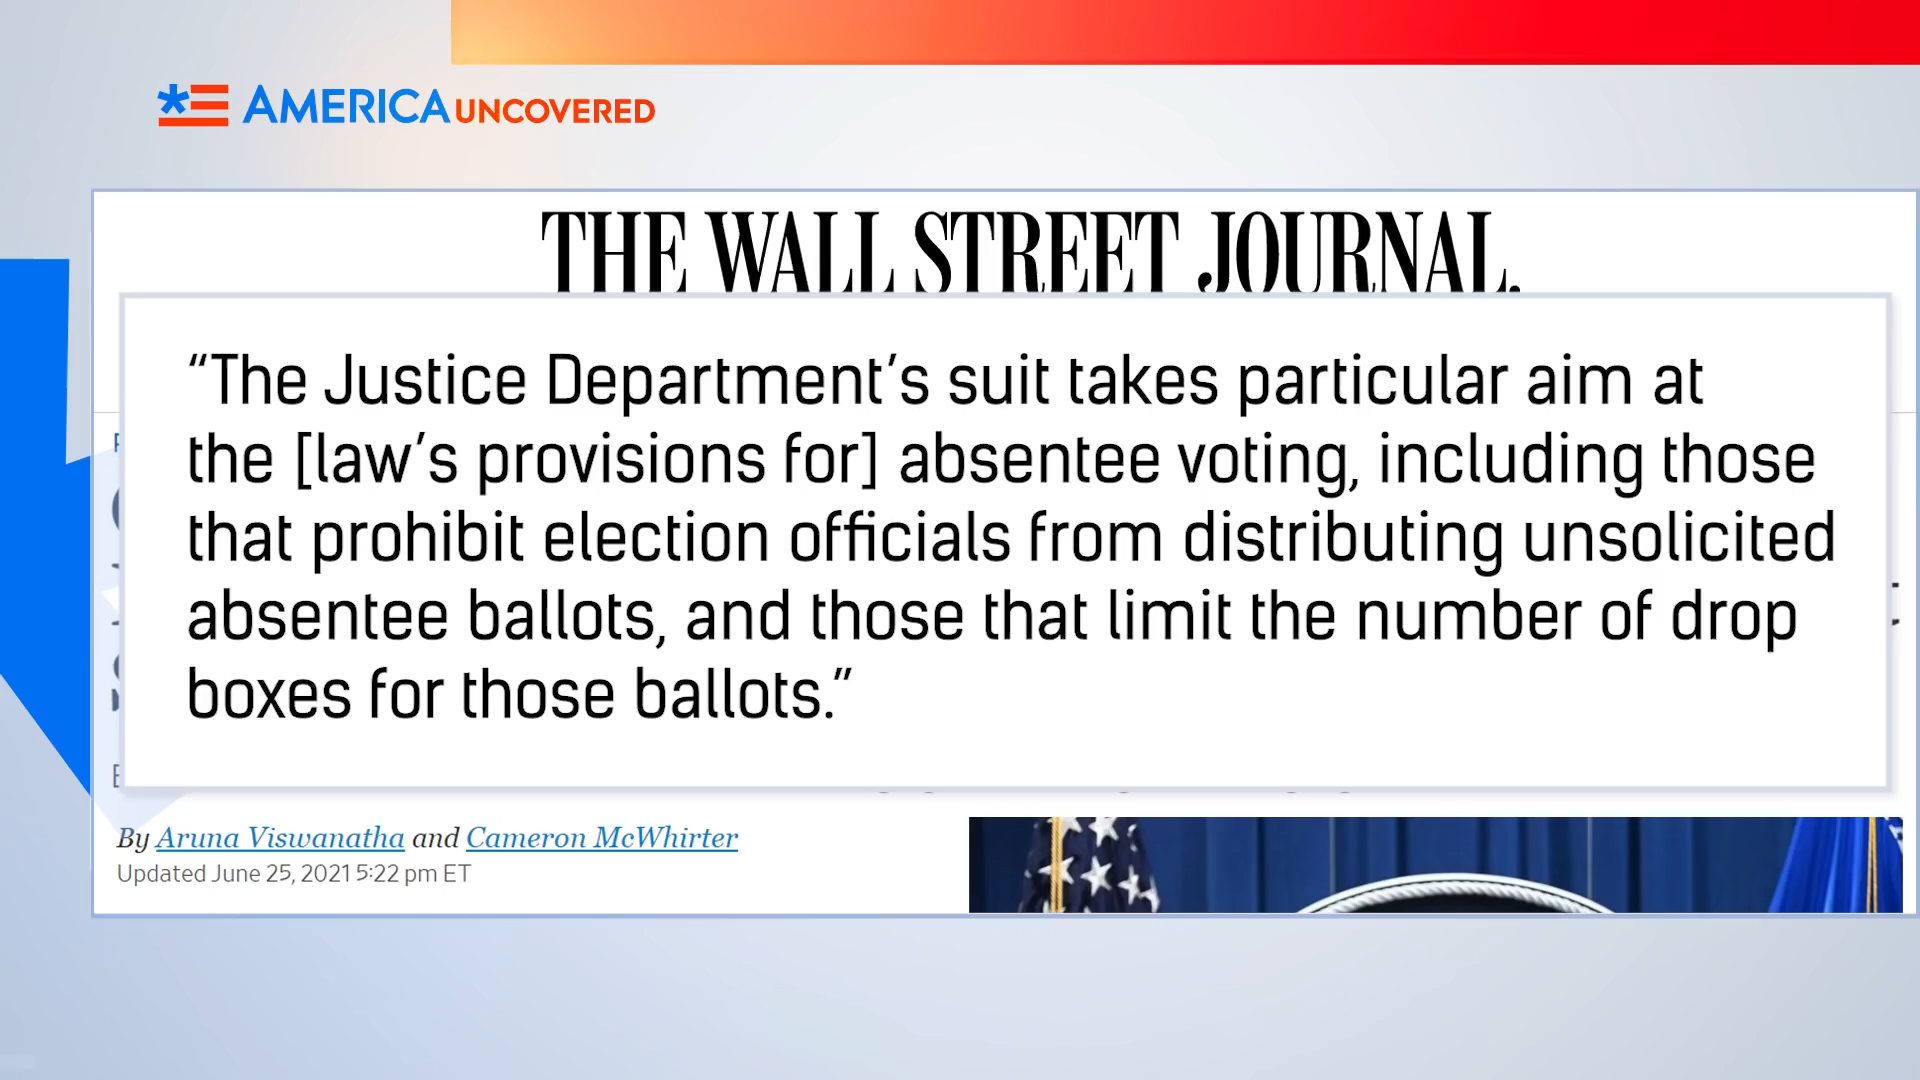 AMERICA UNCOVERED
THE WALL STREET JOURNAL.
“The Justice Department’s suit takes particular aim at
the [law’s provisions for] absentee voting, including those
that prohibit election officials from distributing unsolicited
absentee ballots, and those that limit the number of drop
boxes for those ballots.”
By Aruna Viswanatha and Cameron McWhirter
Updated June 25, 2021 5:22 pm ET